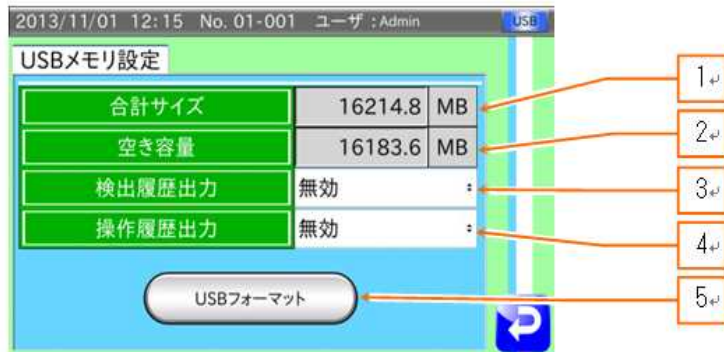 2013/11/01 12:15 No. 01-001 ユーザ :Admin USB
USBメモリ設定
合計サイズ 16214.8 MB 1
空き容量 16183.6 MB 2
検出履歴出力 無効 3
操作履歴出力 無効 4
USBフォーマット 5